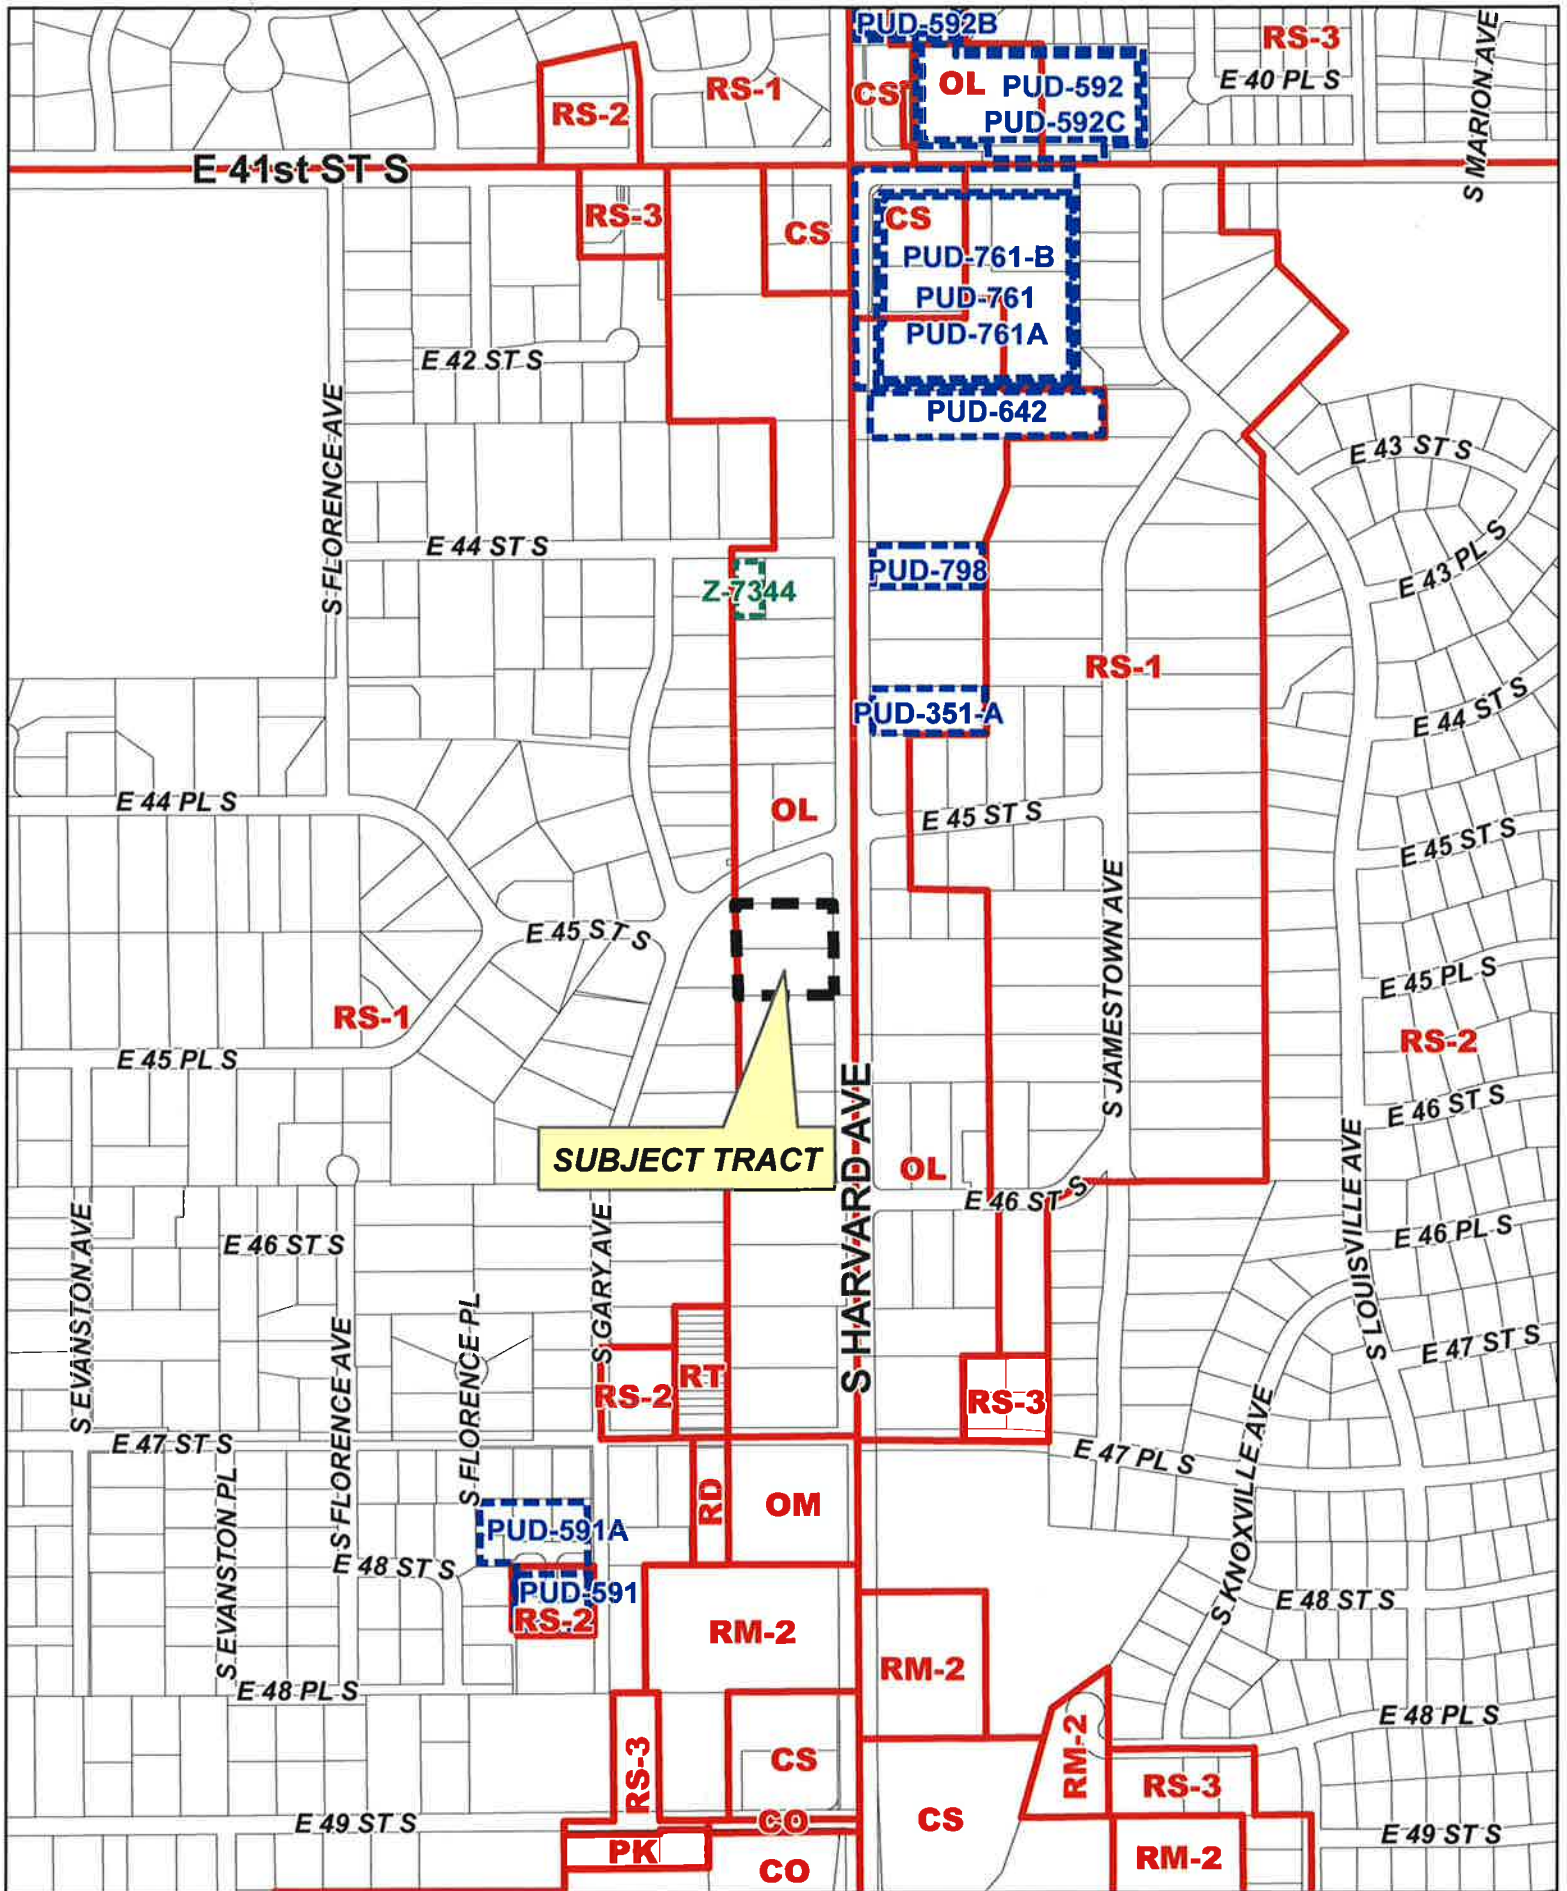 PUD-592B
RS-3
S MARION AVE
E 40 PL S
RS-1
RS-2
CS
OL
PUD-592
PUD-592C
E 41st ST S
RS-3
CS
CS
PUD-761-B
PUD-761
PUD-761A
E 42 ST S
PUD-642
S FLORENCE AVE
E 43 ST S
E 43 PL S
E 44 ST S
PUD-798
Z-7344
RS-1
E 44 ST S
PUD-351-A
E 44 PL S
OL
E 45 ST S
E 45 ST S
E 45 ST S
S JAMESTOWN AVE
E 45 PL S
RS-1
RS-2
E 45 PL S
S HARVARD AVE
E 46 ST S
SUBJECT TRACT
OL
E 46 ST S
S LOUISVILLE AVE
E 46 PL S
S EVANSTON AVE
E 46 ST S
S GARY AVE
S FLORENCE PL
S FLORENCE AVE
E 47 ST S
RT
RS-2
RS-3
S KNOXVILLE AVE
E 47 ST S
E 47 PL S
S EVANSTON PL
RD
OM
PUD-591A
E 48 ST S
PUD-591
RS-2
E 48 ST S
RM-2
RM-2
E 48 PL S
E 48 PL S
RM-2
RS-3
CS
RS-3
CS
CO
E 49 ST S
E 49 ST S
PK
RM-2
CO